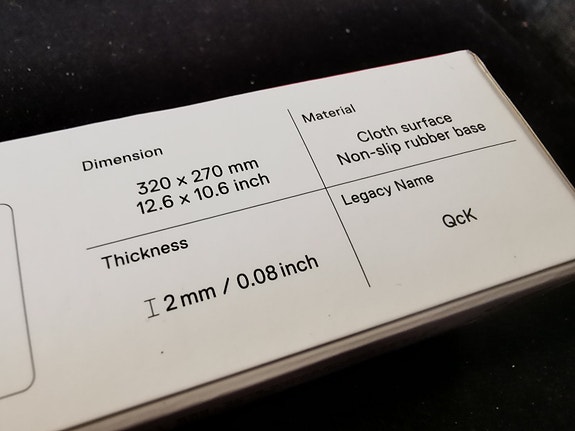 Dimension
320 x 270 mm
12.6 x 10.6 inch
Material
Cloth surface
Non-slip rubber base
Thickness
2 mm / 0.08 inch
Legacy Name
QcK